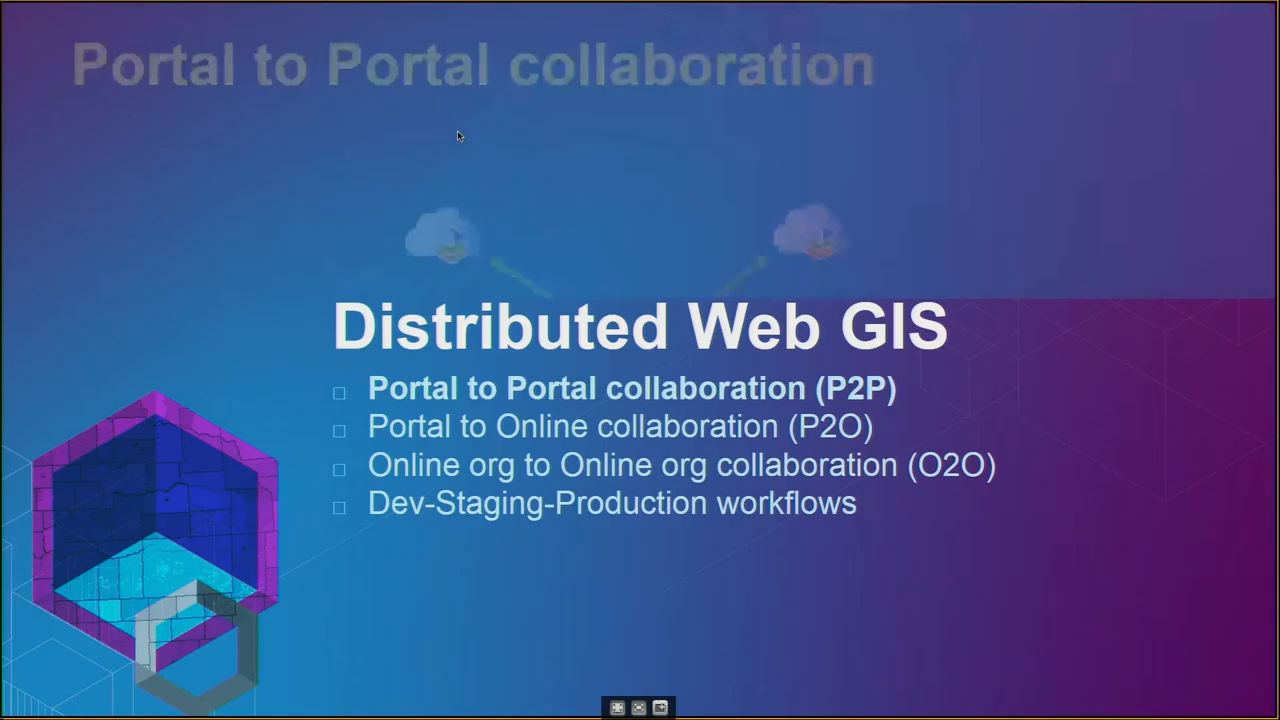 Portal to Portal collaboration
Distributed Web GIS
Portal to Portal collaboration (P2P)
Portal to Online collaboration (P2O)
Online org to Online org collaboration (O2O)
Dev-Staging-Production workflows